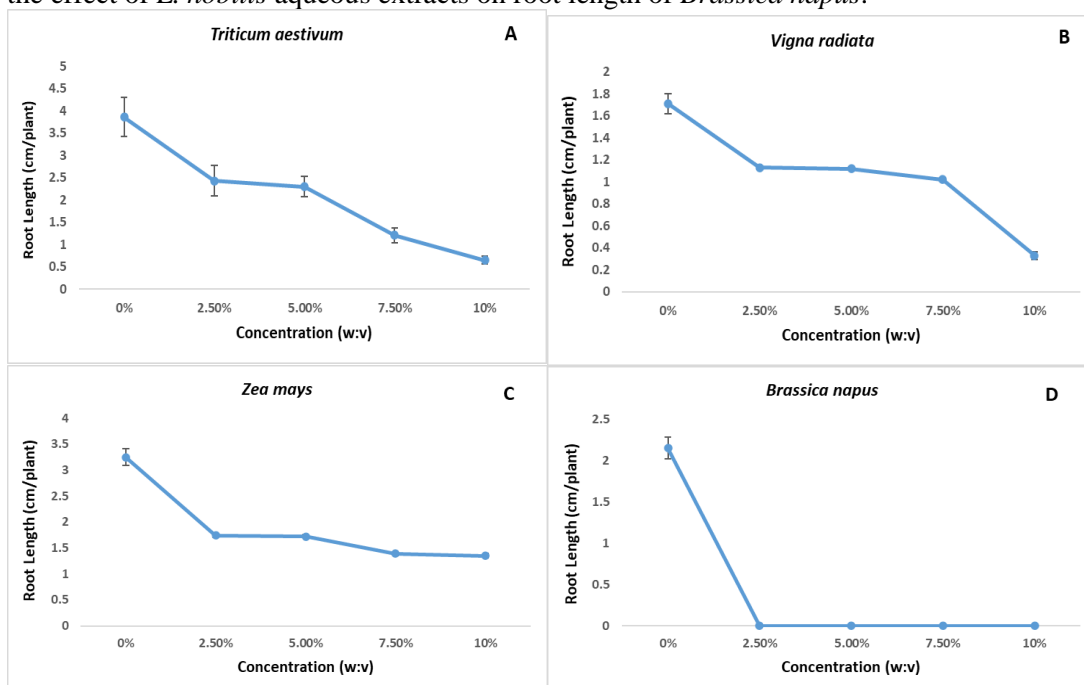 the effect of L. nobilis aqueous extracts on root length of Brassica napus.
Triticum aestivum
A
Root Length (cm/plant)
5
4.5
4
3.5
3
2.5
2
1.5
1
0.5
0
0% 2.50% 5.00% 7.50% 10%
Concentration (w:v)
Vigna radiata
B
Root Length (cm/plant)
2
1.8
1.6
1.4
1.2
1
0.8
0.6
0.4
0.2
0
0% 2.50% 5.00% 7.50% 10%
Concentration (w:v)
Zea mays
C
Root Length (cm/plant)
4
3.5
3
2.5
2
1.5
1
0.5
0
0% 2.50% 5.00% 7.50% 10%
Concentration (w:v)
Brassica napus
D
Root Length (cm/plant)
2.5
2
1.5
1
0.5
0
0% 2.50% 5.00% 7.50% 10%
Concentration (w:v)